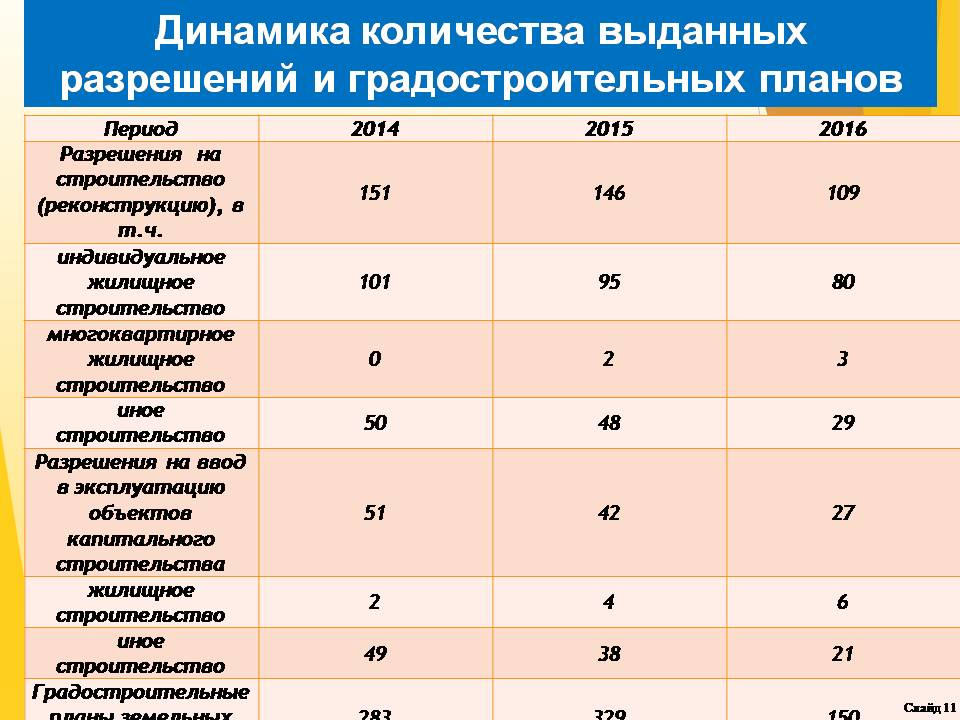 Динамика количества выданных
разрешений и градостроительных планов
Период 2014 2015 2016
Разрешения на
строительство
(реконструкцию), в
т.ч.
151 146 109
индивидуальное
жилищное
строительство
101 95 80
многоквартирное
жилищное
строительство
0 2 3
иное
строительство
50 48 29
Разрешения на ввод
в эксплуатацию
объектов
капитального
строительства
51 42 27
жилищное
строительство
2 4 6
иное
строительство
49 38 21
Градостроительные
планы земельных
283 329 150
Слайд 11